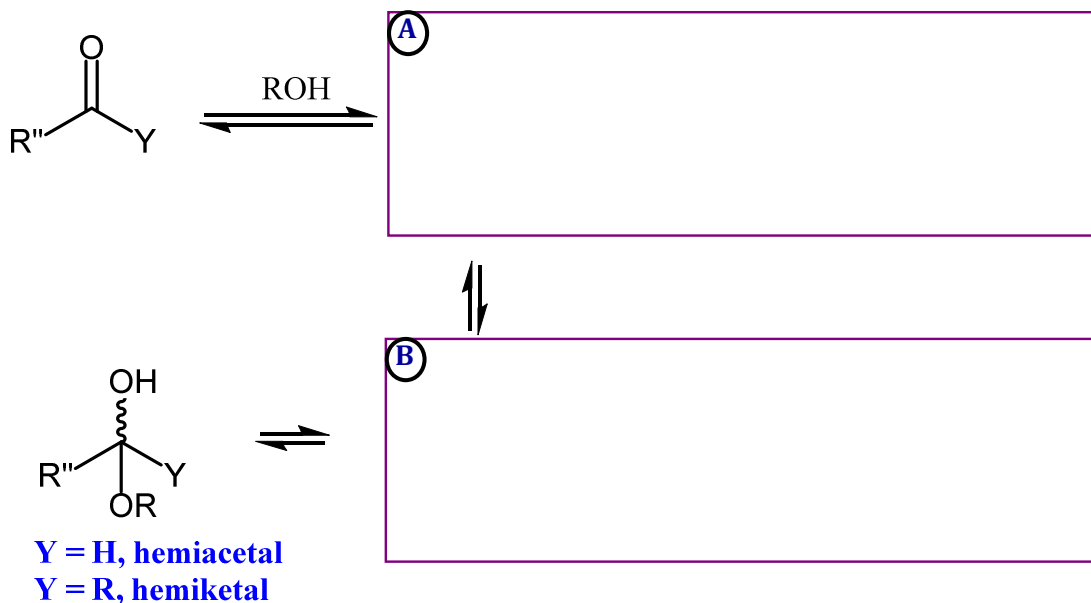 A
O
ROH
R" Y
B
OH
R" Y
OR
Y = H, hemiacetal
Y = R, hemiketal